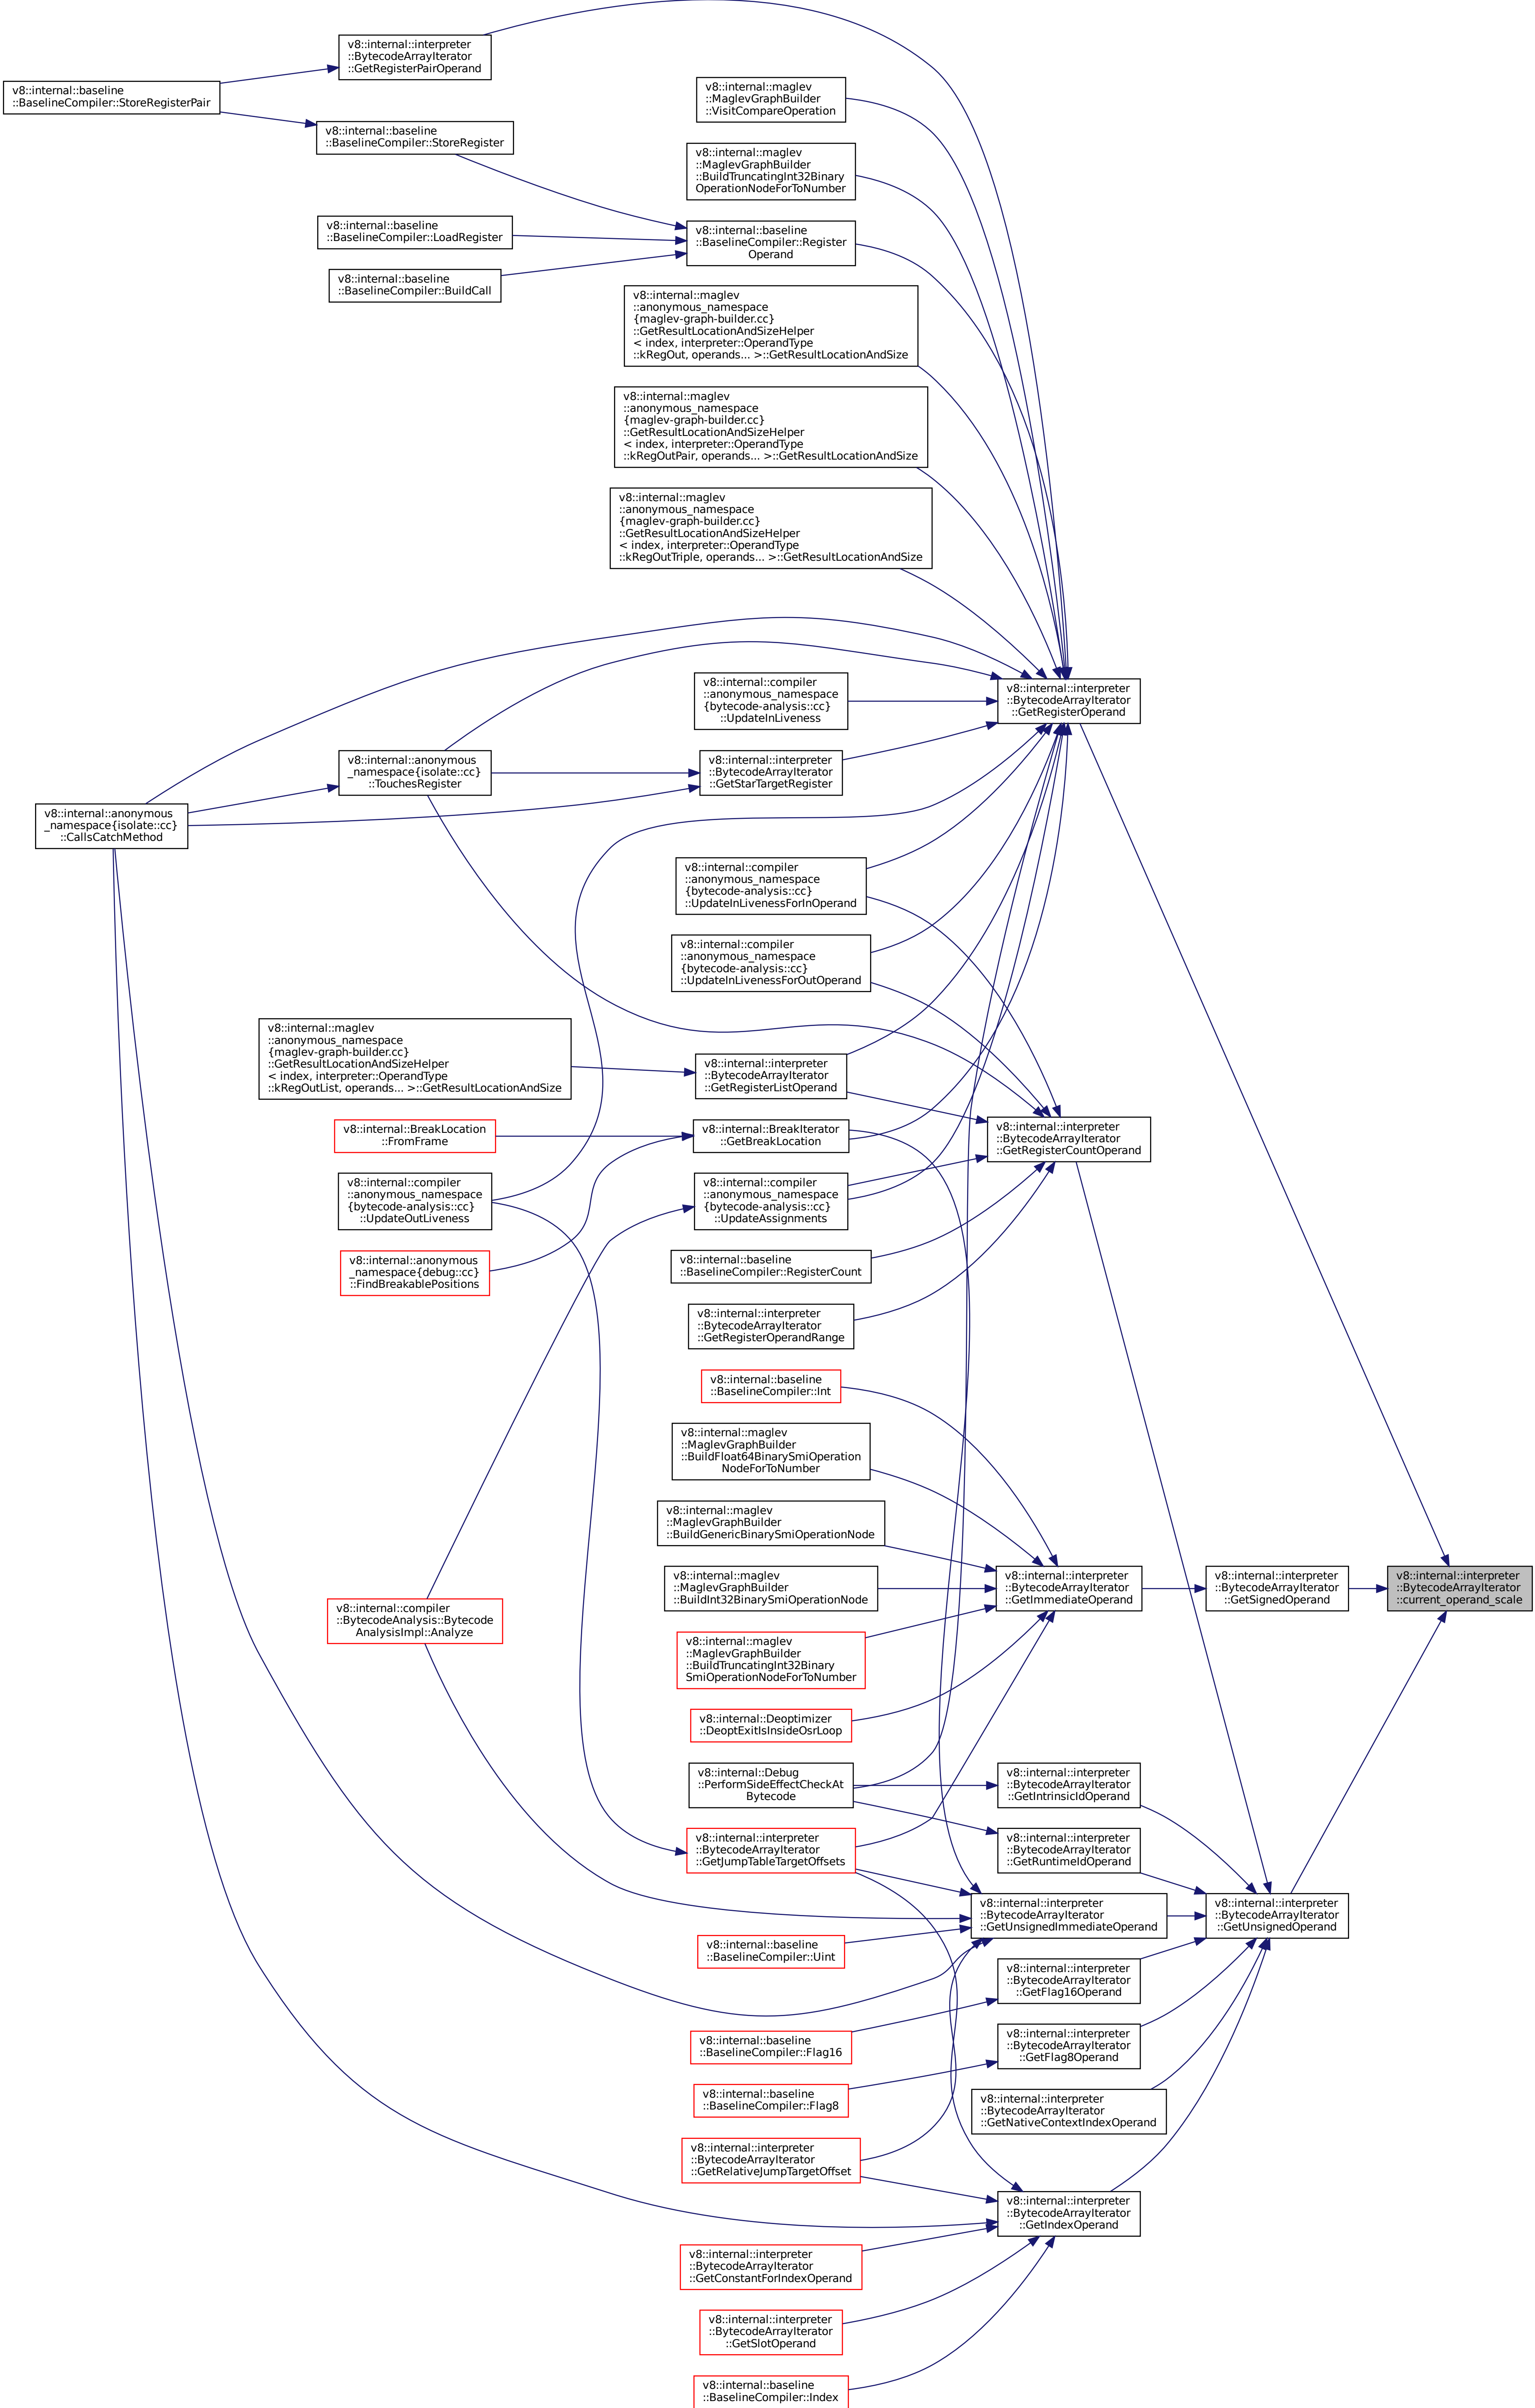 v8::internal::interpreter
::BytecodeArrayIterator
::GetRegisterPairOperand
v8::internal::baseline
::BaselineCompiler::StoreRegisterPair
v8::internal::baseline
::BaselineCompiler::StoreRegister
v8::internal::maglev
::MaglevGraphBuilder
::VisitCompareOperation
v8::internal::maglev
::MaglevGraphBuilder
::BuildTruncatingInt32Binary
OperationNodeForToNumber
v8::internal::baseline
::BaselineCompiler::LoadRegister
v8::internal::baseline
::BaselineCompiler::Register
Operand
v8::internal::baseline
::BaselineCompiler::BuildCall
v8::internal::maglev
::anonymous_namespace
{maglev-graph-builder.cc}
::GetResultLocationAndSizeHelper
< index, interpreter::OperandType
::kRegOut, operands... >::GetResultLocationAndSize
v8::internal::maglev
::anonymous_namespace
{maglev-graph-builder.cc}
::GetResultLocationAndSizeHelper
< index, interpreter::OperandType
::kRegOutPair, operands... >::GetResultLocationAndSize
v8::internal::maglev
::anonymous_namespace
{maglev-graph-builder.cc}
::GetResultLocationAndSizeHelper
< index, interpreter::OperandType
::kRegOutTriple, operands... >::GetResultLocationAndSize
v8::internal::compiler
::anonymous_namespace
{bytecode-analysis::cc}
::UpdateInLiveness
v8::internal::interpreter
::BytecodeArrayIterator
::GetRegisterOperand
v8::internal::anonymous
_namespace{isolate::cc}
::TouchesRegister
v8::internal::interpreter
::BytecodeArrayIterator
::GetStarTargetRegister
v8::internal::anonymous
_namespace{isolate::cc}
::CallsCatchMethod
v8::internal::compiler
::anonymous_namespace
{bytecode-analysis::cc}
::UpdateInLivenessForInOperand
v8::internal::compiler
::anonymous_namespace
{bytecode-analysis::cc}
::UpdateInLivenessForOutOperand
v8::internal::maglev
::anonymous_namespace
{maglev-graph-builder.cc}
::GetResultLocationAndSizeHelper
< index, interpreter::OperandType
::kRegOutList, operands... >::GetResultLocationAndSize
v8::internal::interpreter
::BytecodeArrayIterator
::GetRegisterListOperand
v8::internal::BreakLocation
::FromFrame
v8::internal::BreakIterator
::GetBreakLocation
v8::internal::interpreter
::BytecodeArrayIterator
::GetRegisterCountOperand
v8::internal::compiler
::anonymous_namespace
{bytecode-analysis::cc}
::UpdateOutLiveness
v8::internal::compiler
::anonymous_namespace
{bytecode-analysis::cc}
::UpdateAssignments
v8::internal::anonymous
_namespace{debug::cc}
::FindBreakablePositions
v8::internal::baseline
::BaselineCompiler::RegisterCount
v8::internal::interpreter
::BytecodeArrayIterator
::GetRegisterOperandRange
v8::internal::baseline
::BaselineCompiler::Int
v8::internal::maglev
::MaglevGraphBuilder
::BuildFloat64BinarySmiOperation
NodeForToNumber
v8::internal::maglev
::MaglevGraphBuilder
::BuildGenericBinarySmiOperationNode
v8::internal::maglev
::MaglevGraphBuilder
::BuildInt32BinarySmiOperationNode
v8::internal::interpreter
::BytecodeArrayIterator
::GetImmediateOperand
v8::internal::interpreter
::BytecodeArrayIterator
::GetSignedOperand
v8::internal::interpreter
::BytecodeArrayIterator
::current_operand_scale
v8::internal::compiler
::BytecodeAnalysis::Bytecode
AnalysisImpl::Analyze
v8::internal::maglev
::MaglevGraphBuilder
::BuildTruncatingInt32Binary
SmiOperationNodeForToNumber
v8::internal::Deoptimizer
::DeoptExitIsInsideOsrLoop
v8::internal::Debug
::PerformSideEffectCheckAt
Bytecode
v8::internal::interpreter
::BytecodeArrayIterator
::GetIntrinsicIdOperand
v8::internal::interpreter
::BytecodeArrayIterator
::GetJumpTableTargetOffsets
v8::internal::interpreter
::BytecodeArrayIterator
::GetRuntimeIdOperand
v8::internal::interpreter
::BytecodeArrayIterator
::GetUnsignedImmediateOperand
v8::internal::interpreter
::BytecodeArrayIterator
::GetUnsignedOperand
v8::internal::baseline
::BaselineCompiler::Uint
v8::internal::interpreter
::BytecodeArrayIterator
::GetFlag16Operand
v8::internal::baseline
::BaselineCompiler::Flag16
v8::internal::interpreter
::BytecodeArrayIterator
::GetFlag8Operand
v8::internal::baseline
::BaselineCompiler::Flag8
v8::internal::interpreter
::BytecodeArrayIterator
::GetNativeContextIndexOperand
v8::internal::interpreter
::BytecodeArrayIterator
::GetRelativeJumpTargetOffset
v8::internal::interpreter
::BytecodeArrayIterator
::GetIndexOperand
v8::internal::interpreter
::BytecodeArrayIterator
::GetConstantForIndexOperand
v8::internal::interpreter
::BytecodeArrayIterator
::GetSlotOperand
v8::internal::baseline
::BaselineCompiler::Index